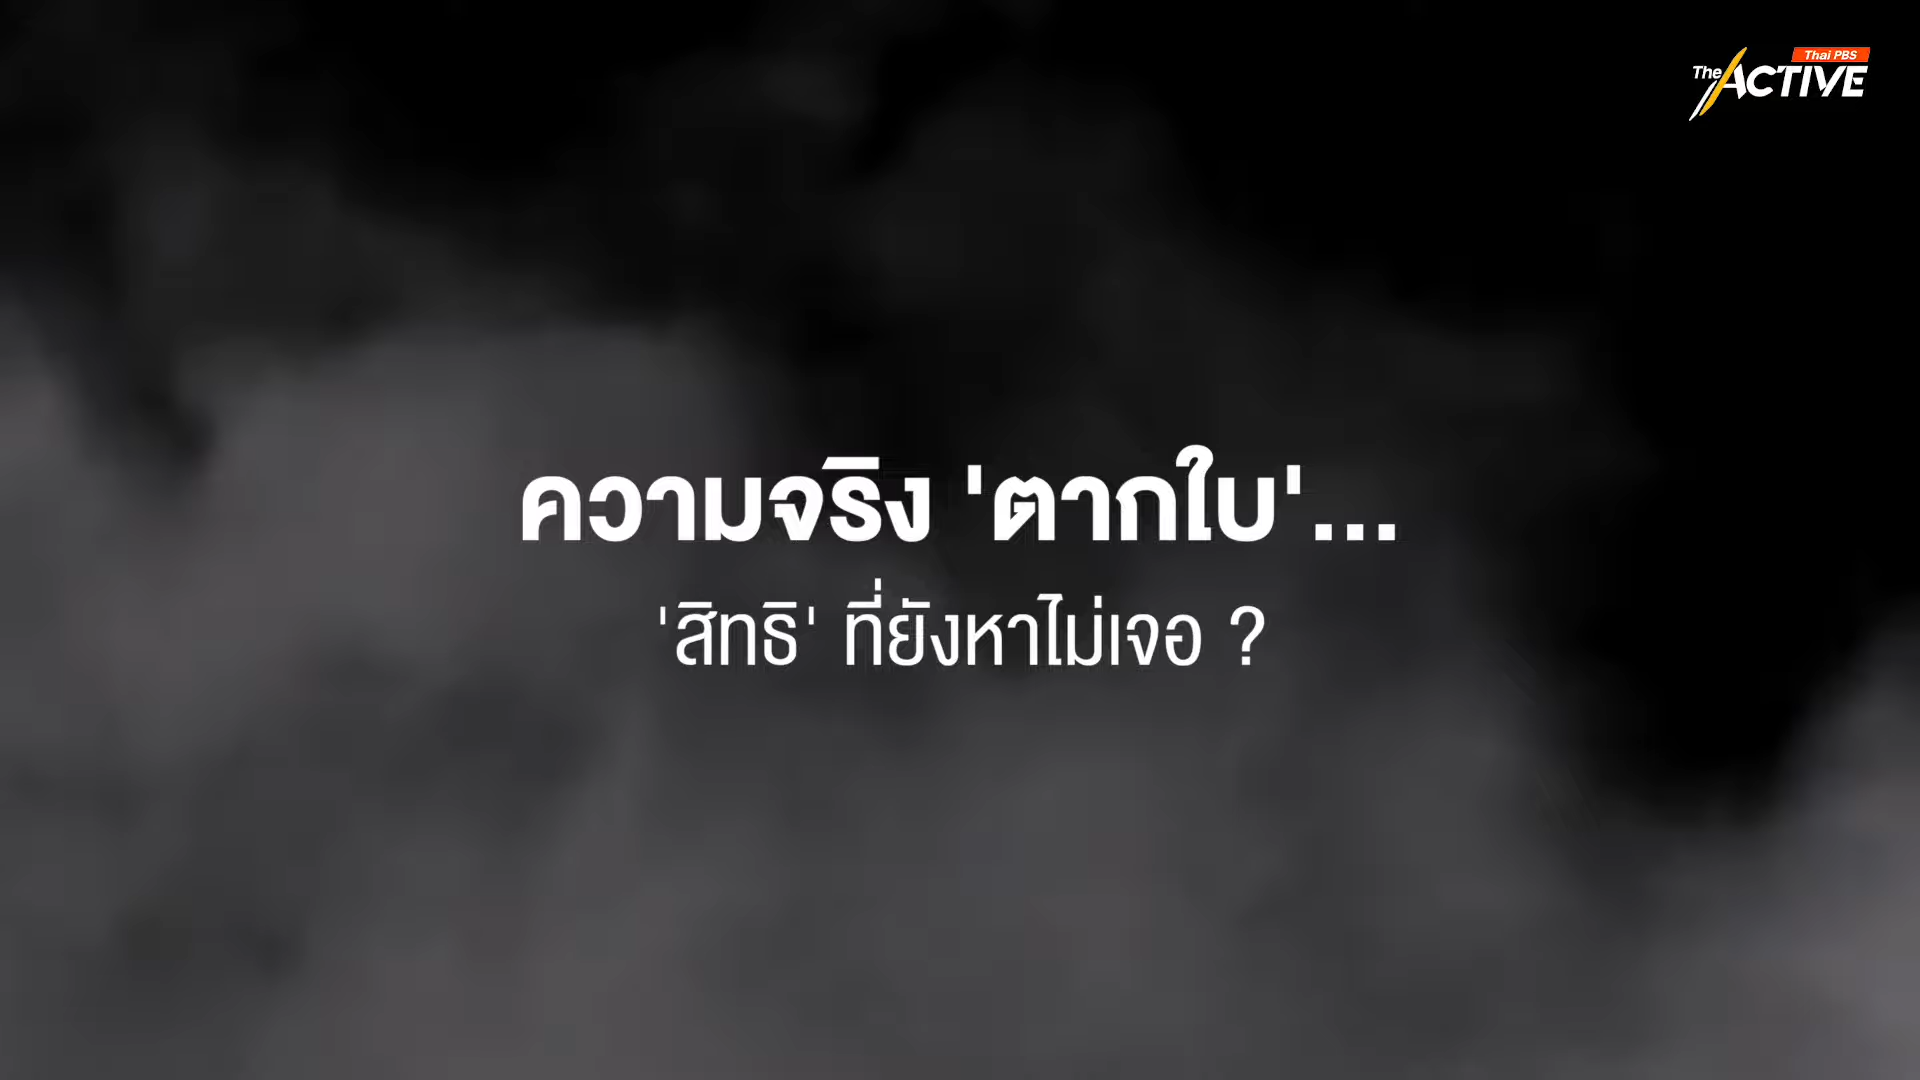 Thai PBS
The ACTIVE
ความจริง 'ตากใบ'...
'สิทธิ' ที่ยังหาไม่เจอ ?